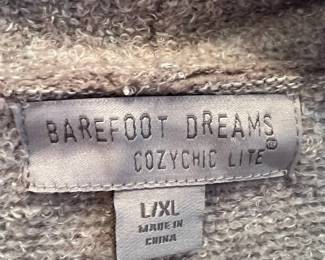 BAREFOOT DREAMS
COZYCHIC LITE®
L/XL
MADE IN
CHINA